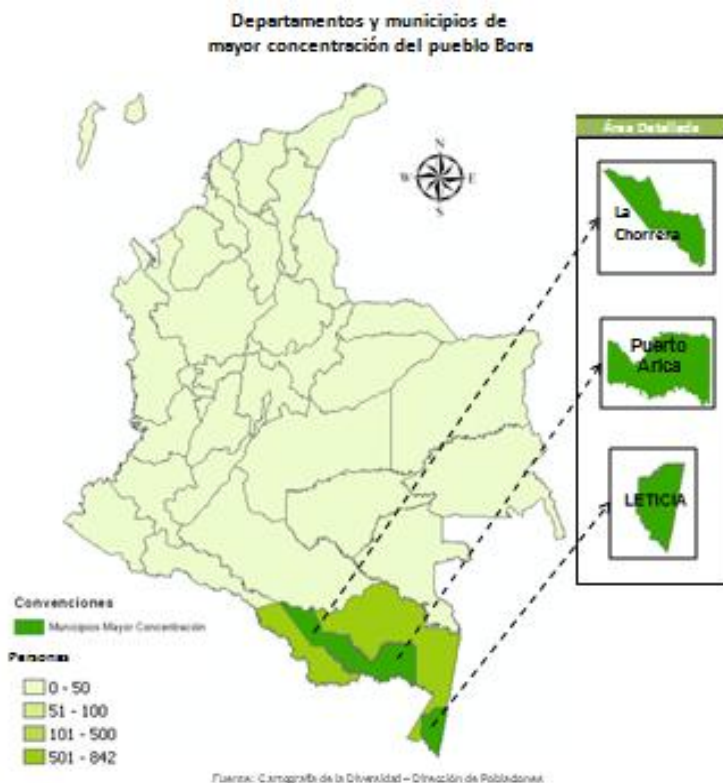 Departamentos y municipios de
mayor concentración del pueblo Bora
Área Detallada
N
W
E
S
La
Chorrera
Puerto
Arica
LETICIA
Convenciones
Municipios Mayor Concentración
Personas
0 - 50
51 - 100
101 - 500
501 - 842
Fuente: Cartografía de la Diversidad – Dirección de Poblaciones